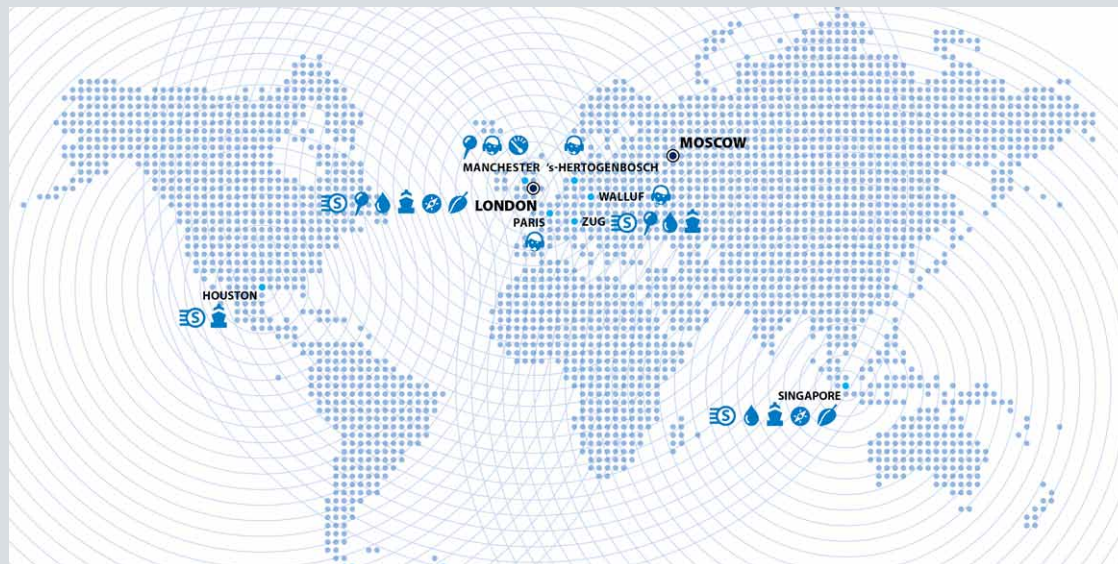 MOSCOW
MANCHESTER
's-HERTOGENBOSCH
WALLUF
LONDON
PARIS
ZUG
HOUSTON
SINGAPORE